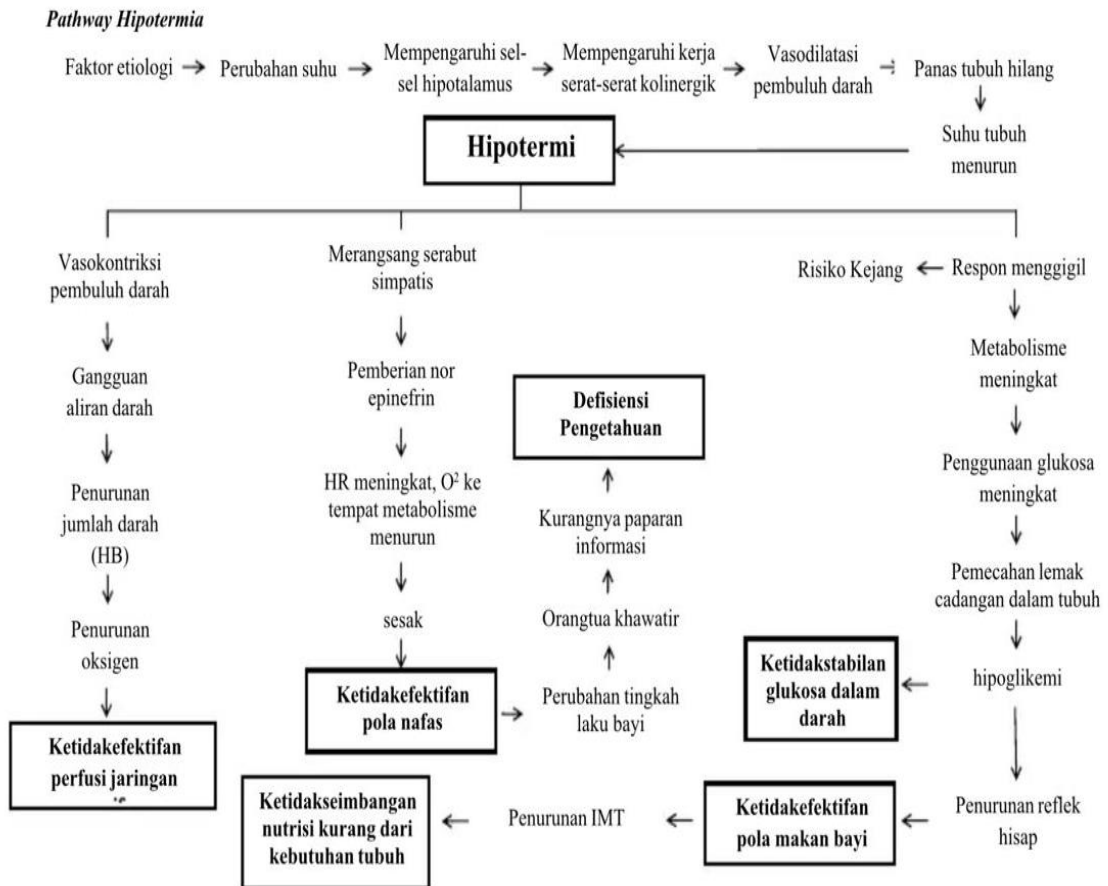 Pathway Hipotermia
Faktor etiologi
Perubahan suhu
Mempengaruhi sel-
sel hipotalamus
Mempengaruhi kerja
serat-serat kolinergik
Vasodilatasi
pembuluh darah
Panas tubuh hilang
Suhu tubuh
menurun
Hipotermi
Vasokontriksi
pembuluh darah
Gangguan
aliran darah
Penurunan
jumlah darah
(HB)
Penurunan
oksigen
Ketidakefektifan
perfusi jaringan
Merangsang serabut
simpatis
Pemberian nor
epinefrin
HR meningkat, O² ke
tempat metabolisme
menurun
sesak
Ketidakefektifan
pola nafas
Perubahan tingkah
laku bayi
Orangtua khawatir
Kurangnya paparan
informasi
Defisiensi
Pengetahuan
Respon menggigil
Risiko Kejang
Metabolisme
meningkat
Penggunaan glukosa
meningkat
Pemecahan lemak
cadangan dalam tubuh
hipoglikemi
Ketidakstabilan
glukosa dalam
darah
Penurunan reflek
hisap
Ketidakefektifan
pola makan bayi
Penurunan IMT
Ketidakseimbangan
nutrisi kurang dari
kebutuhan tubuh